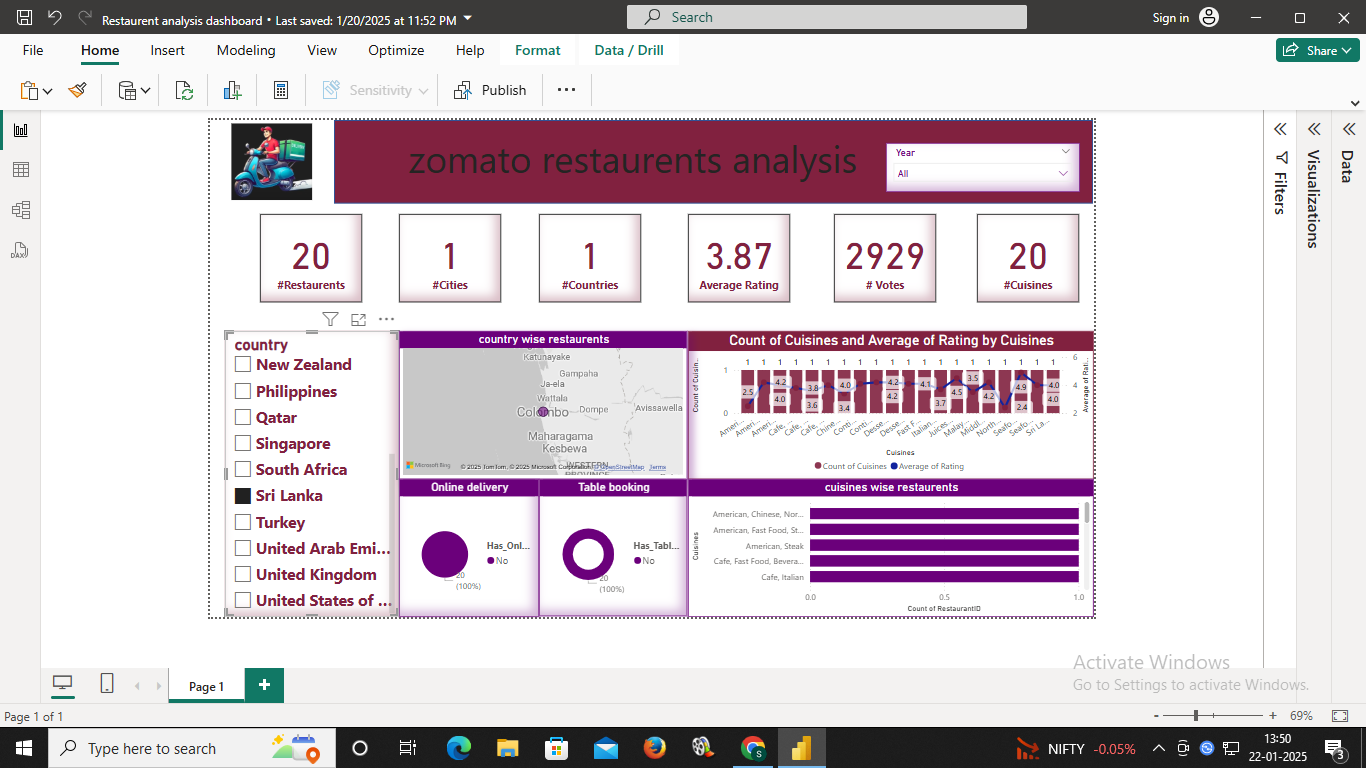 Restaurent analysis dashboard • Last saved: 1/20/2025 at 11:52 PM
Search
Sign in
File Home Insert Modeling View Optimize Help Format Data / Drill
Share
Sensitivity
Publish
zomato restaurents analysis
Year
All
20
#Restaurents
1
#Cities
1
#Countries
3.87
Average Rating
2929
# Votes
20
#Cuisines
country
New Zealand
Philippines
Qatar
Singapore
South Africa
Sri Lanka
Turkey
United Arab Emi...
United Kingdom
United States of ...
country wise restaurents
Katunayake
Gampaha
Ja-ela
Wattala
Colombo
Dompe
Avissawella
Maharagama
Kesbewa
WESTERN
PROVINCE
Microsoft Bing
© 2025 TomTom, © 2025 Microsoft Corporation, © OpenStreetMap Terms
Count of Cuisines and Average of Rating by Cuisines
Count of Cuisin...
1 1 1 1 1 1 1 1 1 1 1 1 1 1 1 1 1 1 1 1
1
0
6
4
2
Average of Rati...
2.5 4.2 4.0 3.8 3.6 4.0 3.4 4.2 4.2 4.1 3.7 4.5 3.5 4.2 4.9 2.4 4.0 4.0
Ameri... Ameri... Ameri... Cafe, ... Cafe, ... Cafe, ... Chine... Conti... Conti... Desse... Desse... Fast F... Italian... Juices... Malay... Middl... North... Seafo... Seafo... Sri La...
Cuisines
Count of Cuisines Average of Rating
Online delivery
Has_Onl...
No
20
(100%)
Table booking
Has_Tabl...
No
20
(100%)
cuisines wise restaurents
Cuisines
American, Chinese, Nor...
American, Fast Food, St...
American, Steak
Cafe, Fast Food, Bevera...
Cafe, Italian
0.0 0.5 1.0
Count of RestaurantID
Filters
Visualizations
Data
DAX
Activate Windows
Go to Settings to activate Windows.
Page 1
Page 1 of 1
69%
Type here to search
NIFTY -0.05%
13:50
22-01-2025
3